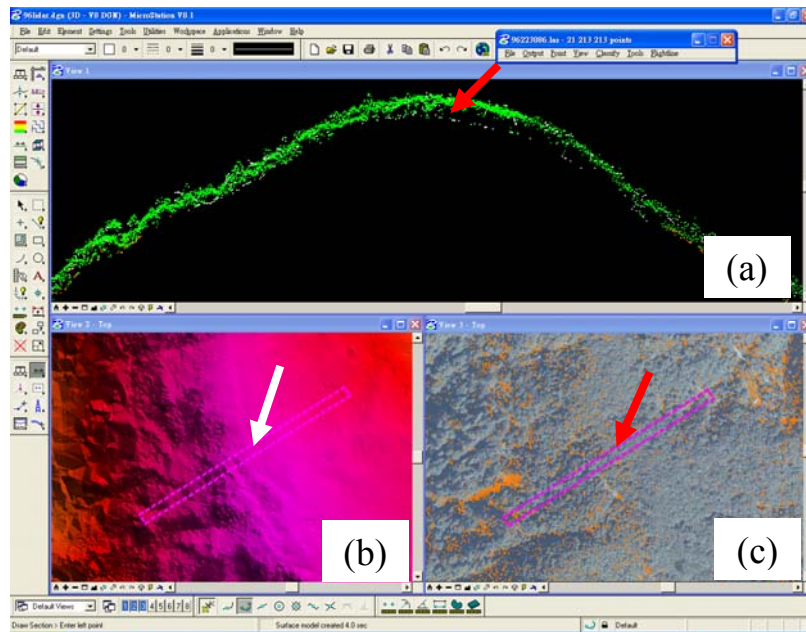 96lidar.dgn (3D - V8 DGN) - MicroStation V8.1
File Edit Element Settings Tools Utilities Workspace Applications Window Help
Default 0 0 0
96223086.las - 21 213 213 points
File Output Point View Classify Tools Flightline
View 1
(a)
View 2 - Top
View 3 - Top
(b)
(c)
Default Views 1 2 3 4 5 6 7 8
Draw Section > Enter left point
Surface model created 4.0 sec
Default